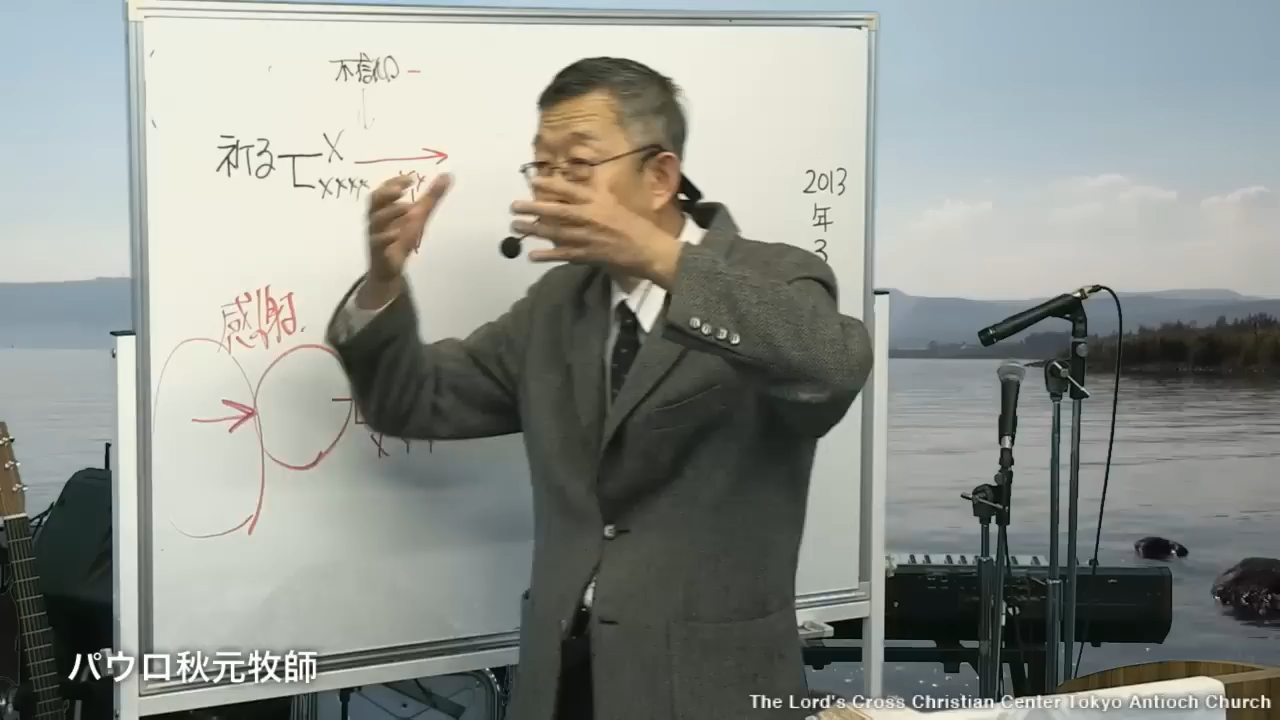 不信仰
祈る
X
XXXX
2013
年
3
感謝
パウロ秋元牧師
The Lord's Cross Christian Center Tokyo Antioch Church